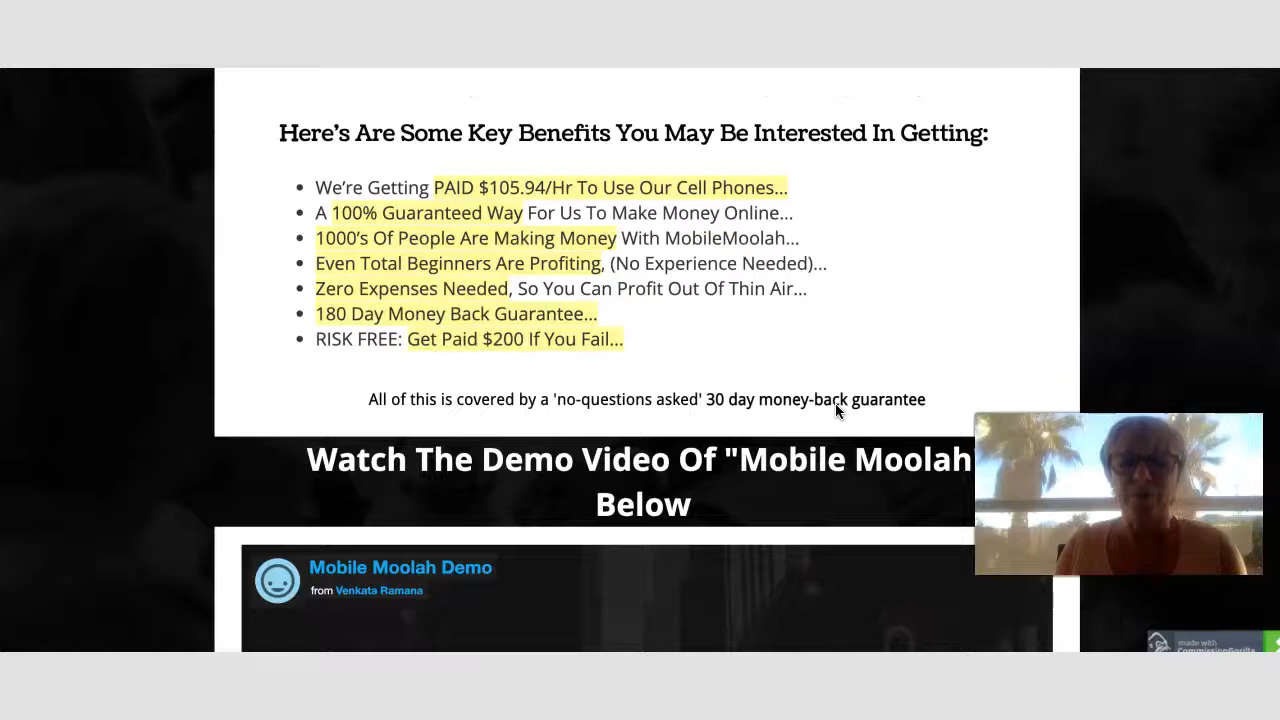 Here's Are Some Key Benefits You May Be Interested In Getting:
We're Getting PAID $105.94/Hr To Use Our Cell Phones...
A 100% Guaranteed Way For Us To Make Money Online...
1000's Of People Are Making Money With MobileMoolah...
Even Total Beginners Are Profiting, (No Experience Needed)...
Zero Expenses Needed, So You Can Profit Out Of Thin Air...
180 Day Money Back Guarantee...
RISK FREE: Get Paid $200 If You Fail...
All of this is covered by a 'no-questions asked' 30 day money-back guarantee
Watch The Demo Video Of "Mobile Moolah"
Below
Mobile Moolah Demo
from Venkata Ramana
made with
CommissionGorilla